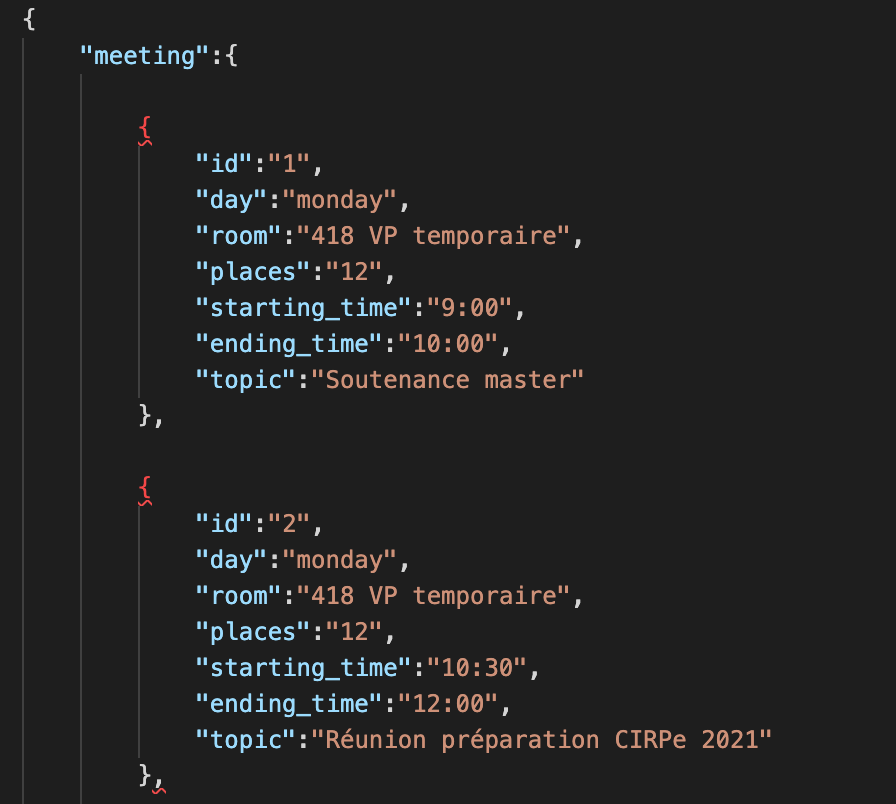 {
"meeting":{
{
"id":"1",
"day":"monday",
"room":"418 VP temporaire",
"places":"12",
"starting_time":"9:00",
"ending_time":"10:00",
"topic":"Soutenance master"
},
{
"id":"2",
"day":"monday",
"room":"418 VP temporaire",
"places":"12",
"starting_time":"10:30",
"ending_time":"12:00",
"topic":"Réunion préparation CIRPe 2021"
},